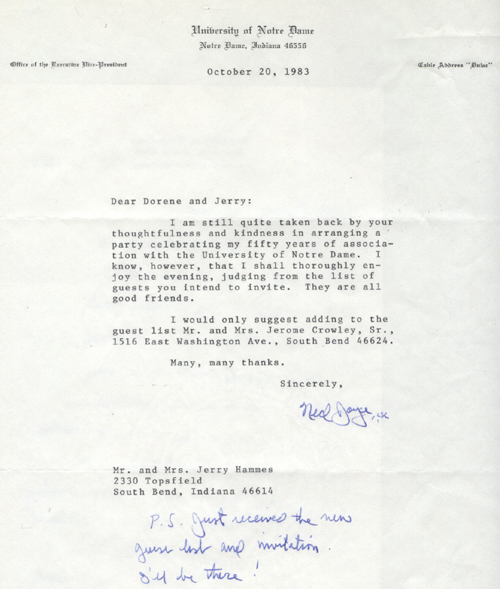 University of Notre Dame
Notre Dame, Indiana 46556
Office of the Executive Vice-President
Cable Address "Dulac"
October 20, 1983
Dear Dorene and Jerry:
I am still quite taken back by your
thoughtfulness and kindness in arranging a
party celebrating my fifty years of associa-
tion with the University of Notre Dame. I
know, however, that I shall thoroughly en-
joy the evening, judging from the list of
guests you intend to invite. They are all
good friends.
I would only suggest adding to the
guest list Mr. and Mrs. Jerome Crowley, Sr.,
1516 East Washington Ave., South Bend 46624.
Many, many thanks.
Sincerely,
Ned Joyce, csc
Mr. and Mrs. Jerry Hammes
2330 Topsfield
South Bend, Indiana 46614
P.S. Just received the new
guest list and invitation.
I'll be there!